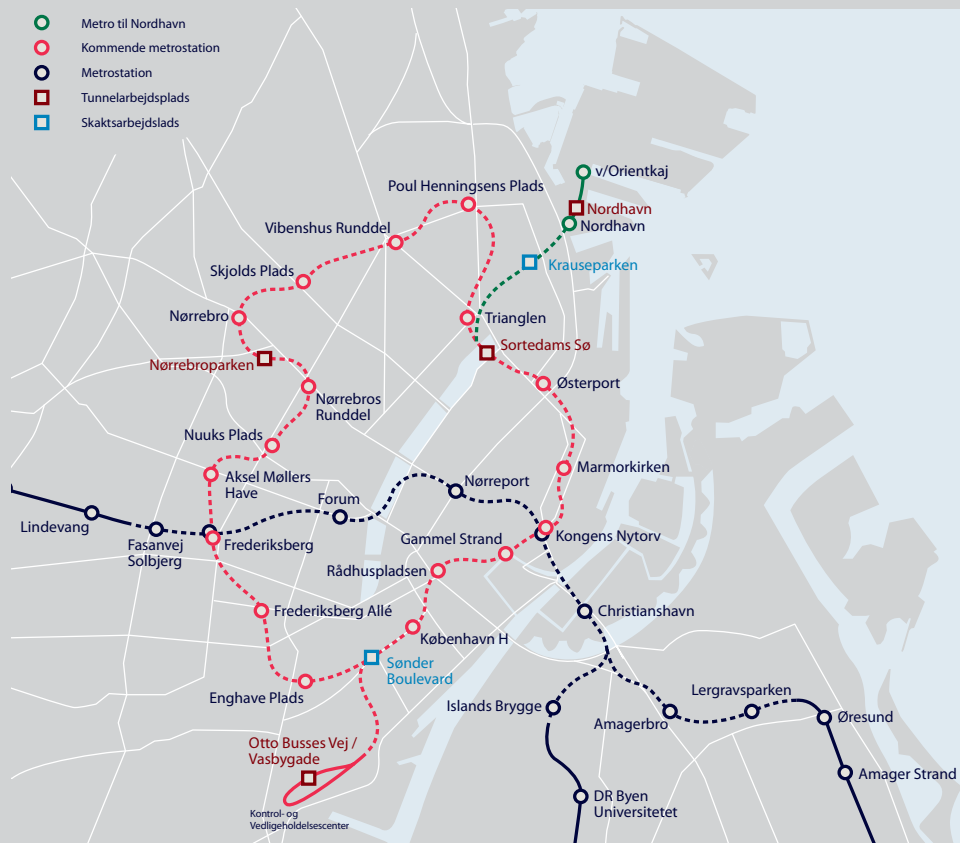 Metro til Nordhavn
Kommende metrostation
Metrostation
Tunnelarbejdsplads
Skaktsarbejdslads
v/Orientkaj
Poul Henningsens Plads
Nordhavn
Nordhavn
Vibenshus Runddel
Krauseparken
Skjolds Plads
Nørrebro
Trianglen
Sortedams Sø
Nørrebroparken
Østerport
Nørrebros
Runddel
Nuuks Plads
Marmorkirken
Aksel Møllers
Have
Nørreport
Forum
Lindevang
Fasanvej
Solbjerg
Frederiksberg
Gammel Strand
Kongens Nytorv
Rådhuspladsen
Frederiksberg Allé
Christianshavn
København H
Sønder
Boulevard
Enghave Plads
Islands Brygge
Lergravsparken
Amagerbro
Øresund
Otto Busses Vej /
Vasbygade
Amager Strand
DR Byen
Universitetet
Kontrol- og
Vedligeholdelsescenter